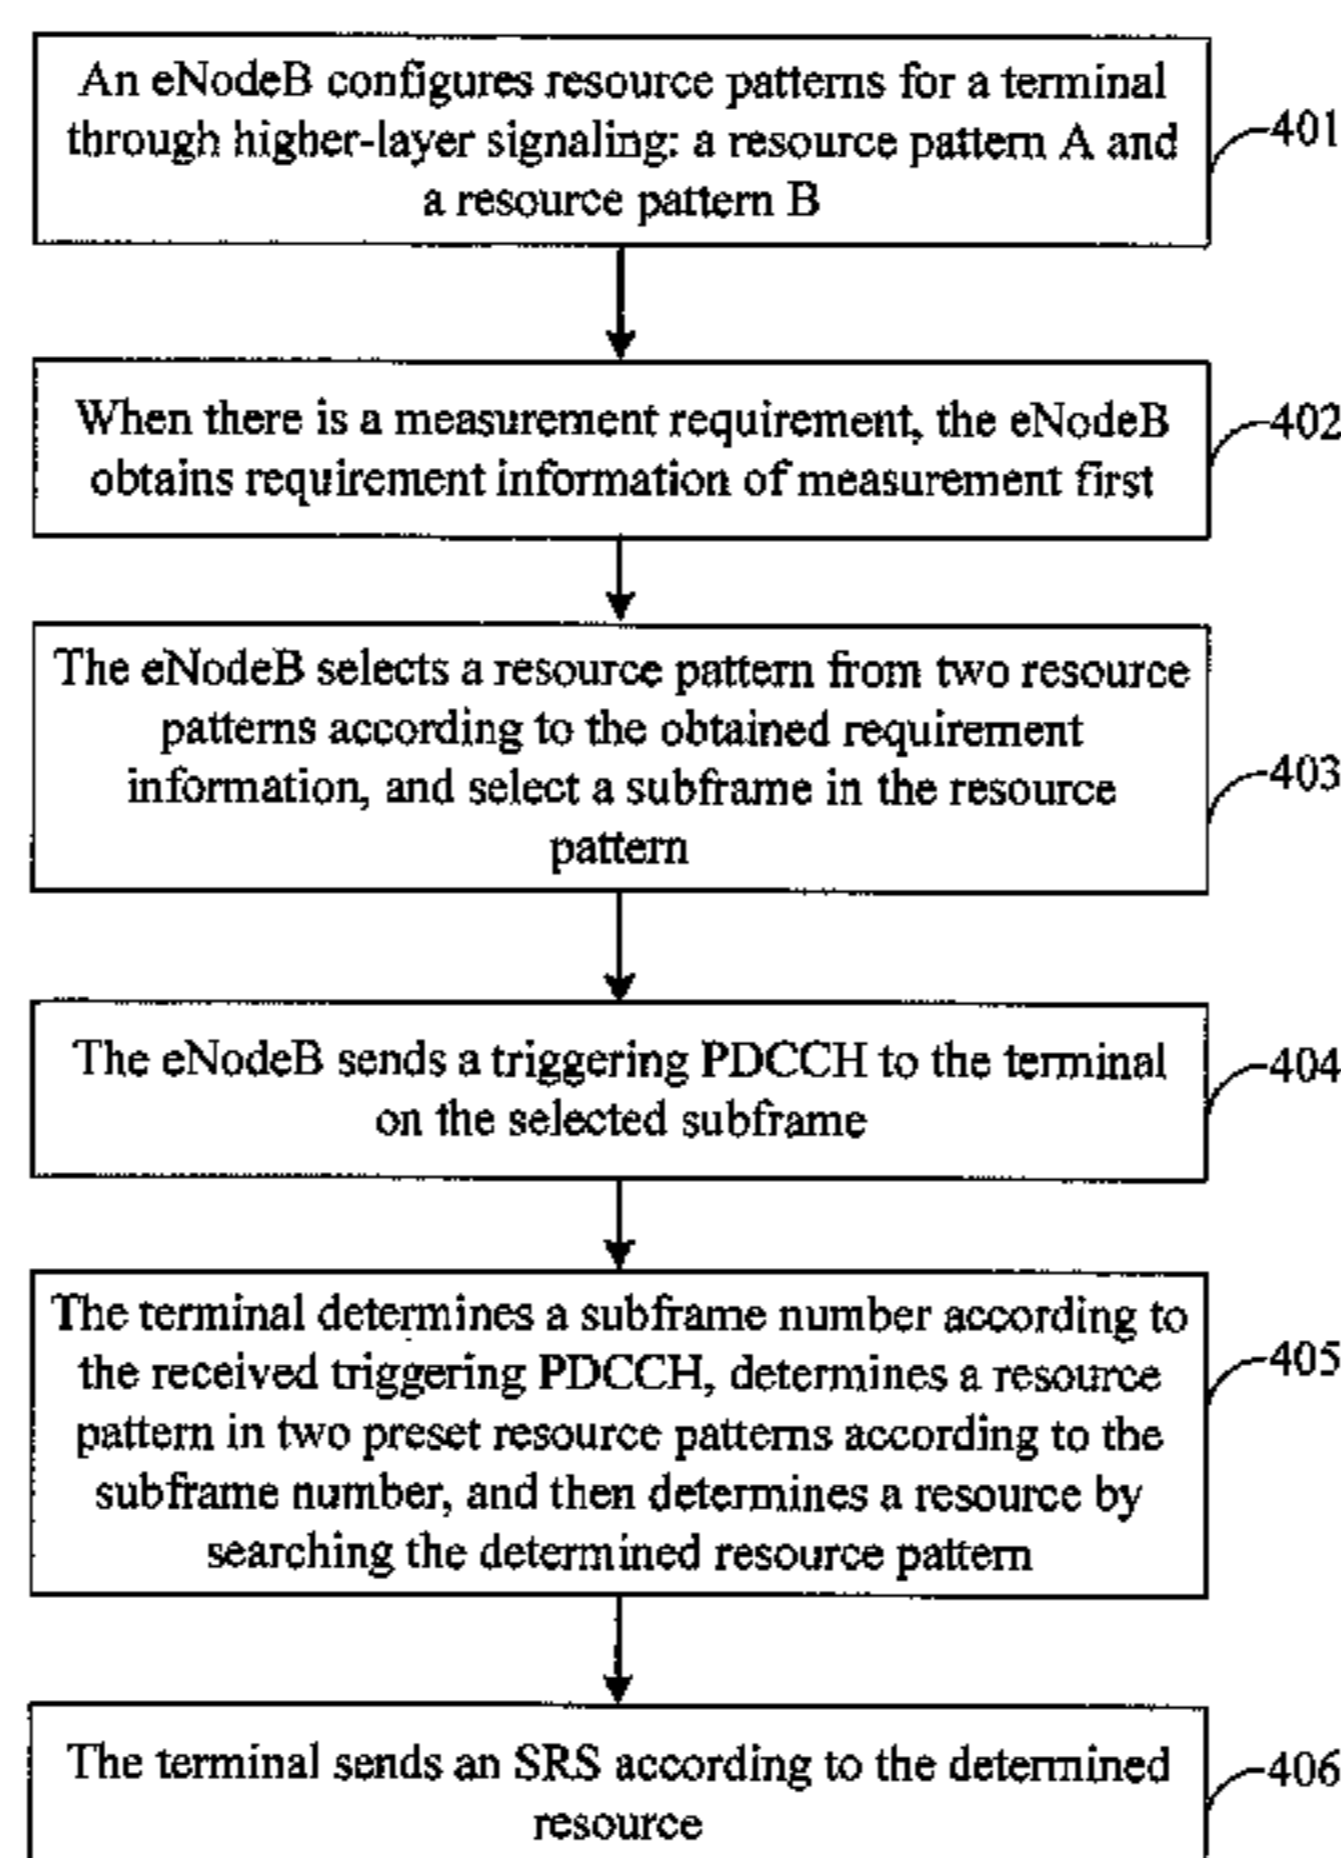 An eNodeB configures resource patterns for a terminal
through higher-layer signaling: a resource pattern A and
a resource pattern B
401
When there is a measurement requirement, the eNodeB
obtains requirement information of measurement first
402
The eNodeB selects a resource pattern from two resource
patterns according to the obtained requirement
information, and select a subframe in the resource
pattern
403
The eNodeB sends a triggering PDCCH to the terminal
on the selected subframe
404
The terminal determines a subframe number according to
the received triggering PDCCH, determines a resource
pattern in two preset resource patterns according to the
subframe number, and then determines a resource by
searching the determined resource pattern
405
The terminal sends an SRS according to the determined
resource
406